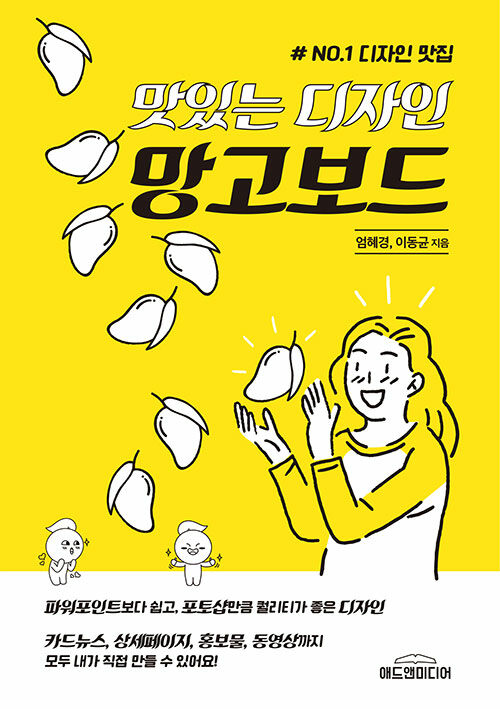 # NO.1 디자인 맛집
맛있는 디자인
망고보드
엄혜경, 이동균 지음
파워포인트보다 쉽고, 포토샵만큼 퀄리티가 좋은 디자인
카드뉴스, 상세페이지, 홍보물, 동영상까지
모두 내가 직접 만들 수 있어요!
애드앤미디어